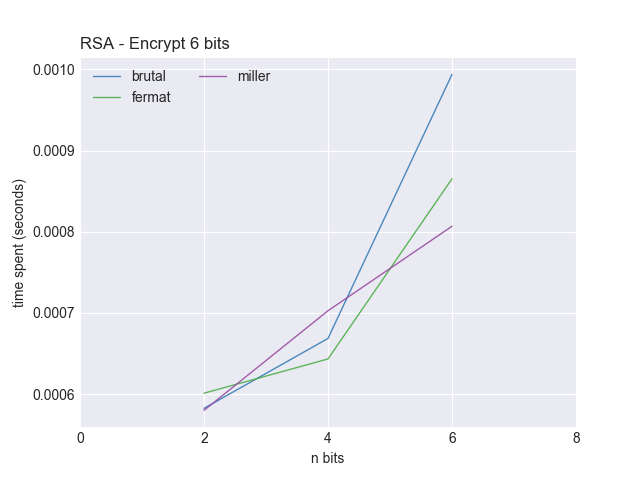 RSA - Encrypt 6 bits
brutal
miller
fermat
0.0010
0.0009
0.0008
0.0007
0.0006
time spent (seconds)
0 2 4 6 8
n bits